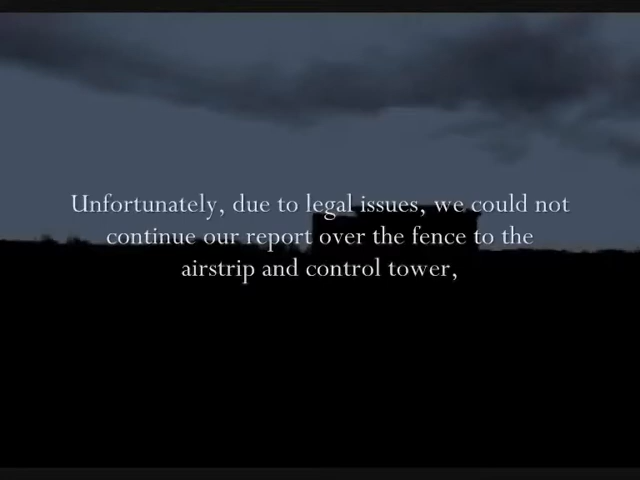 Unfortunately, due to legal issues, we could not
continue our report over the fence to the
airstrip and control tower,